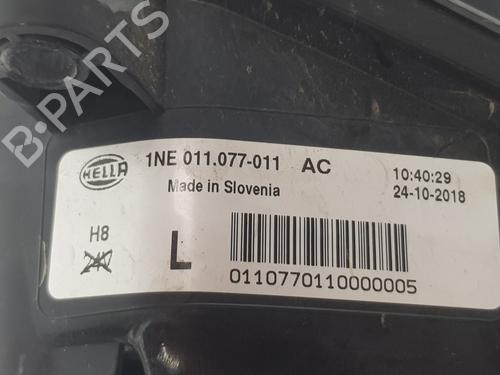 B-PARTS
HELLA
1NE 011.077-011 AC
10:40:29
Made in Slovenia
24-10-2018
H8
L
0110770110000005